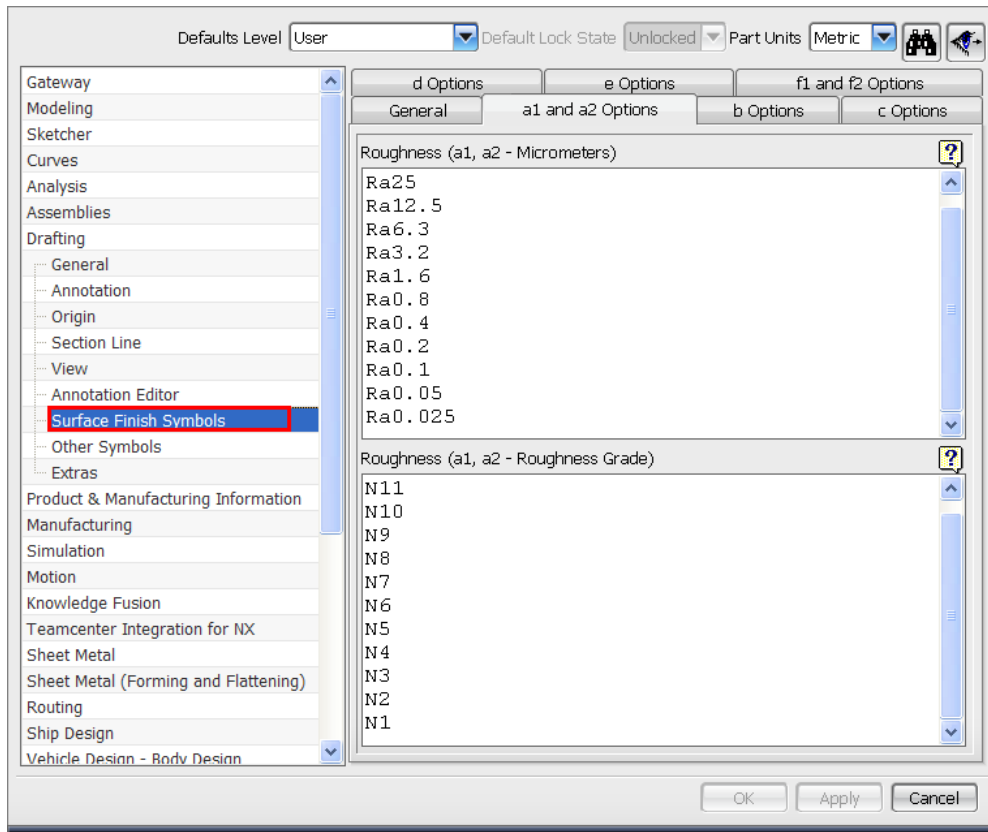 Defaults Level User Default Lock State Unlocked Part Units Metric
Gateway
Modeling
Sketcher
Curves
Analysis
Assemblies
Drafting
General
Annotation
Origin
Section Line
View
Annotation Editor
Surface Finish Symbols
Other Symbols
Extras
Product & Manufacturing Information
Manufacturing
Simulation
Motion
Knowledge Fusion
Teamcenter Integration for NX
Sheet Metal
Sheet Metal (Forming and Flattening)
Routing
Ship Design
Vehicle Design - Body Design
d Options e Options f1 and f2 Options
General a1 and a2 Options b Options c Options
Roughness (a1, a2 - Micrometers) ?
Ra25
Ra12.5
Ra6.3
Ra3.2
Ra1.6
Ra0.8
Ra0.4
Ra0.2
Ra0.1
Ra0.05
Ra0.025
Roughness (a1, a2 - Roughness Grade) ?
N11
N10
N9
N8
N7
N6
N5
N4
N3
N2
N1
OK Apply Cancel